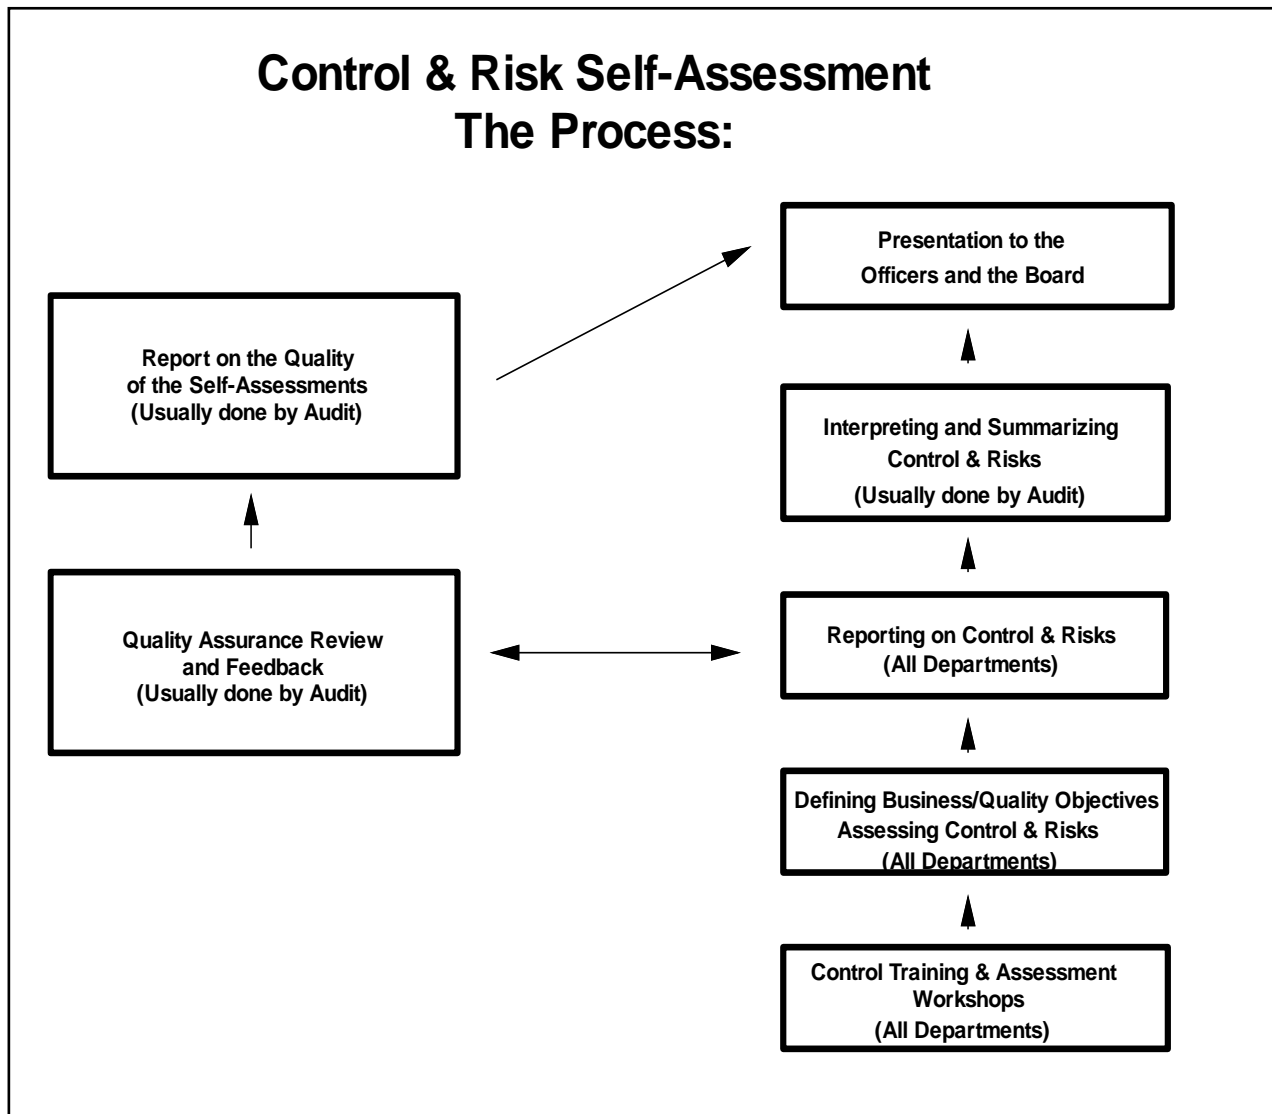 Control & Risk Self-Assessment
The Process:
Presentation to the
Officers and the Board
Report on the Quality
of the Self-Assessments
(Usually done by Audit)
Interpreting and Summarizing
Control & Risks
(Usually done by Audit)
Quality Assurance Review
and Feedback
(Usually done by Audit)
Reporting on Control & Risks
(All Departments)
Defining Business/Quality Objectives
Assessing Control & Risks
(All Departments)
Control Training & Assessment
Workshops
(All Departments)